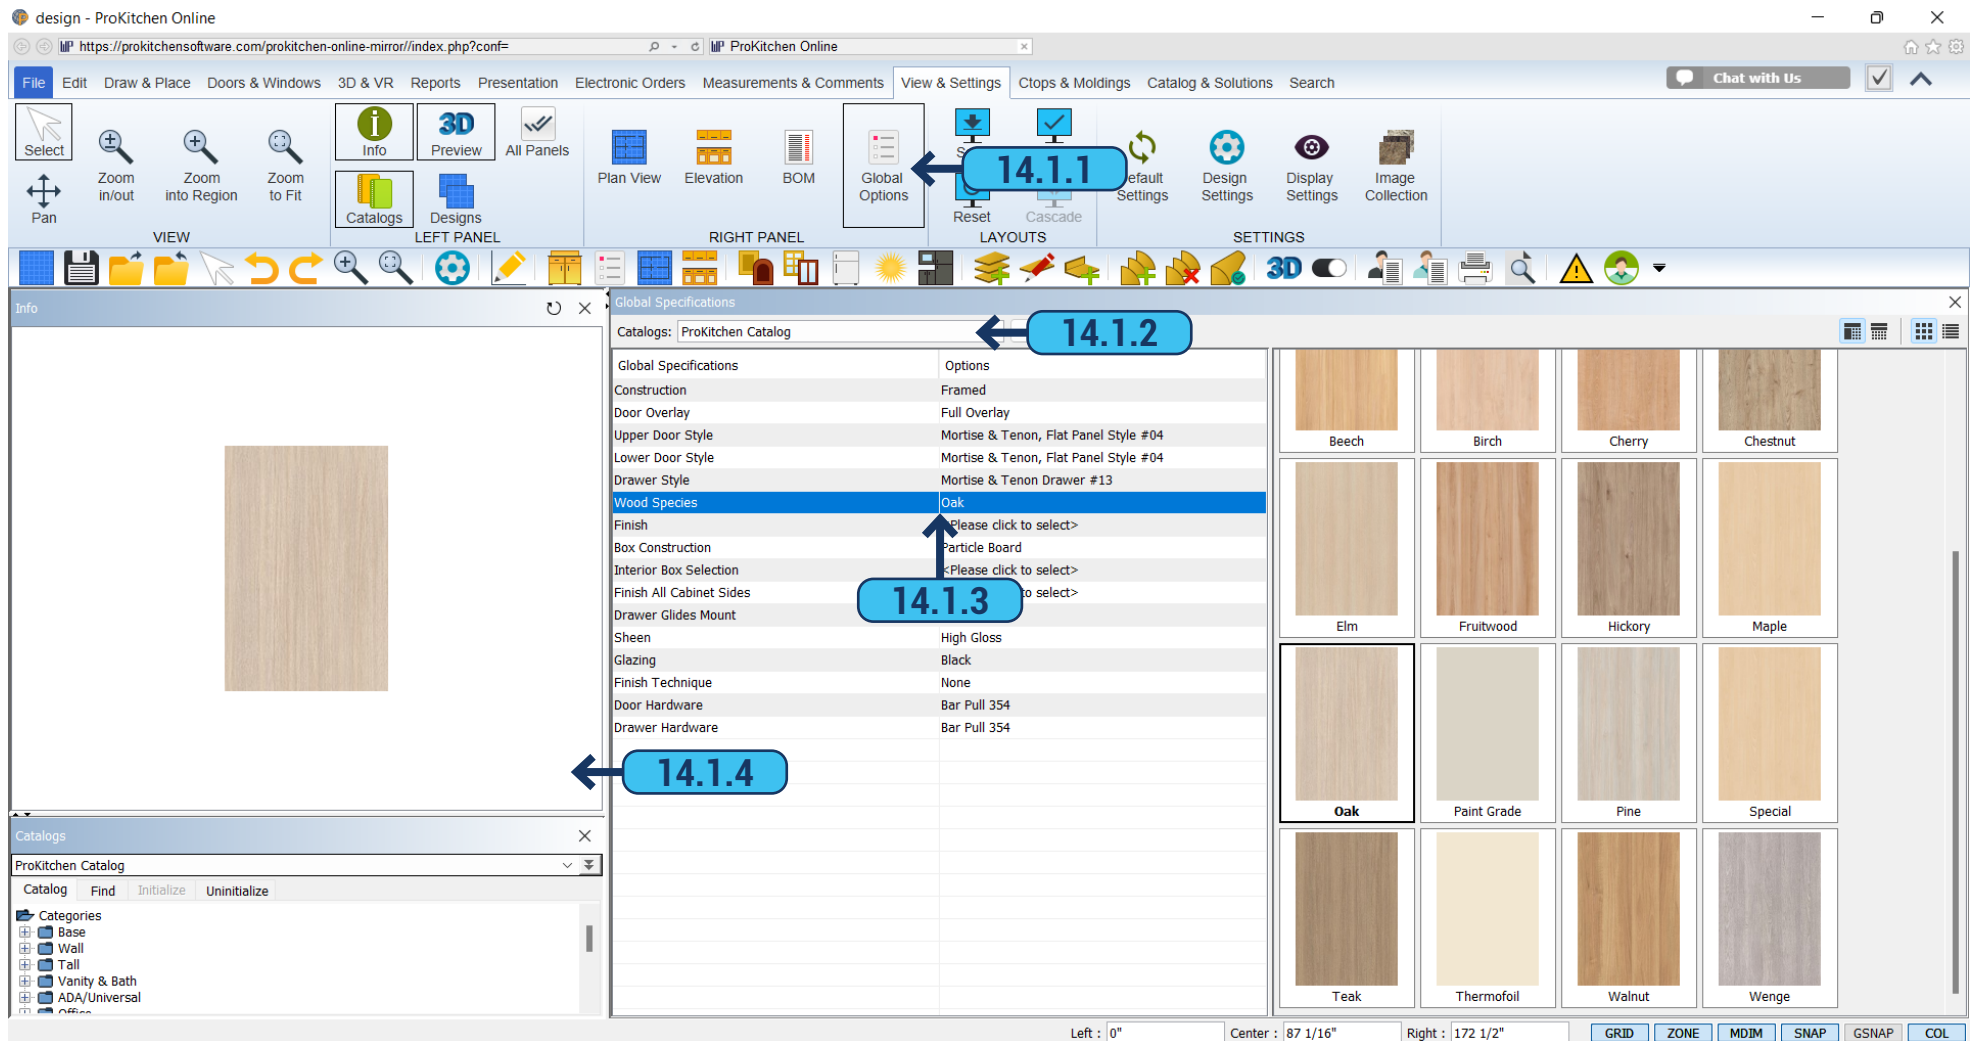 design - ProKitchen Online
https://prokitchensoftware.com/prokitchen-online-mirror//index.php?conf=
ProKitchen Online
File Edit Draw & Place Doors & Windows 3D & VR Reports Presentation Electronic Orders Measurements & Comments View & Settings Ctops & Moldings Catalog & Solutions Search
Chat with Us
Select
Pan
Zoom in/out
Zoom into Region
Zoom to Fit
VIEW
Info
3D
Preview
All Panels
Catalogs
Designs
LEFT PANEL
Plan View
Elevation
BOM
Global Options
RIGHT PANEL
14.1.1
Reset
Cascade
LAYOUTS
Settings
Design Settings
Display Settings
Image Collection
SETTINGS
3D
Info
Global Specifications
Catalogs: ProKitchen Catalog
14.1.2
Global Specifications Options
Construction Framed
Door Overlay Full Overlay
Upper Door Style Mortise & Tenon, Flat Panel Style #04
Lower Door Style Mortise & Tenon, Flat Panel Style #04
Drawer Style Mortise & Tenon Drawer #13
Wood Species Oak
Finish Please click to select>
Box Construction Particle Board
Interior Box Selection <Please click to select>
Finish All Cabinet Sides to select>
Drawer Glides Mount
14.1.3
Sheen High Gloss
Glazing Black
Finish Technique None
Door Hardware Bar Pull 354
Drawer Hardware Bar Pull 354
14.1.4
Beech Birch Cherry Chestnut
Elm Fruitwood Hickory Maple
Oak Paint Grade Pine Special
Teak Thermofoil Walnut Wenge
Catalogs
ProKitchen Catalog
Catalog Find Initialize Uninitialize
Categories
Base
Wall
Tall
Vanity & Bath
ADA/Universal
Office
Left : 0" Center : 87 1/16" Right : 172 1/2" GRID ZONE MDIM SNAP GSNAP COL